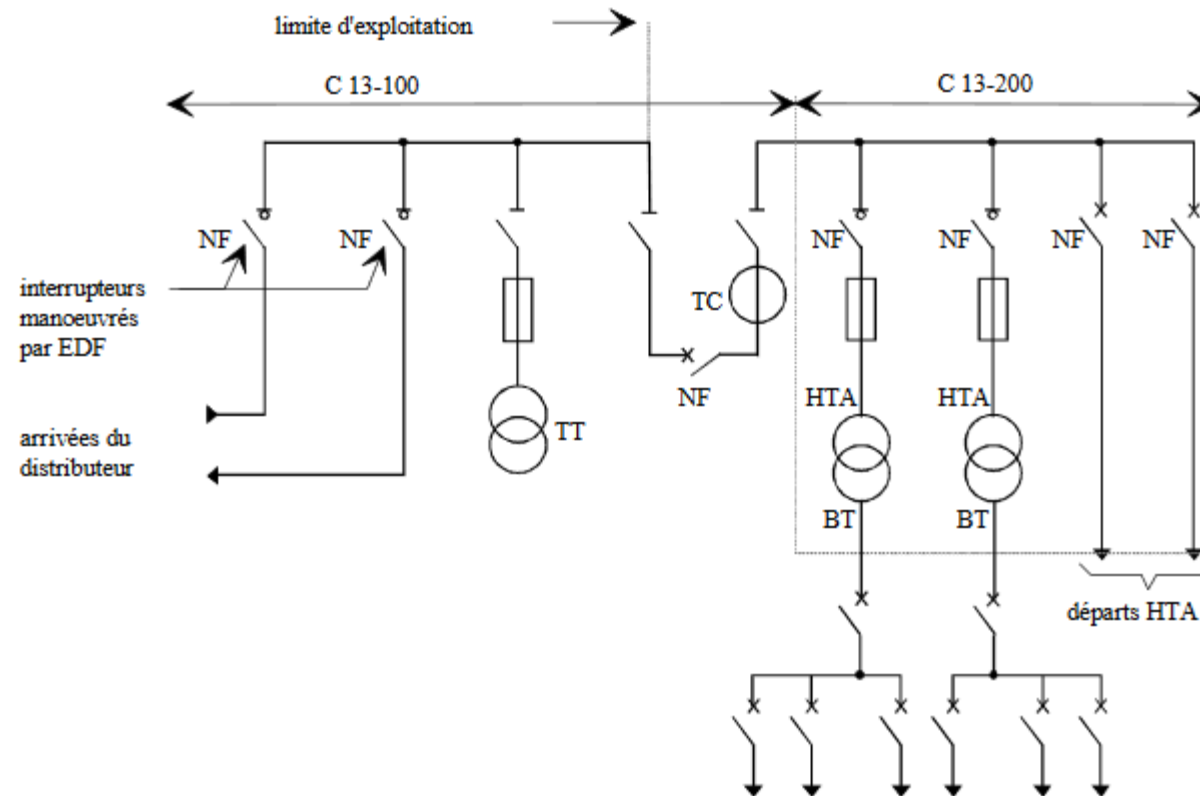 limite d'exploitation
C 13-100
C 13-200
NF
NF
NF
NF
NF
NF
interrupteurs
manoeuvrés
par EDF
TC
NF
HTA
HTA
arrivées du
distributeur
TT
BT
BT
départs HTA